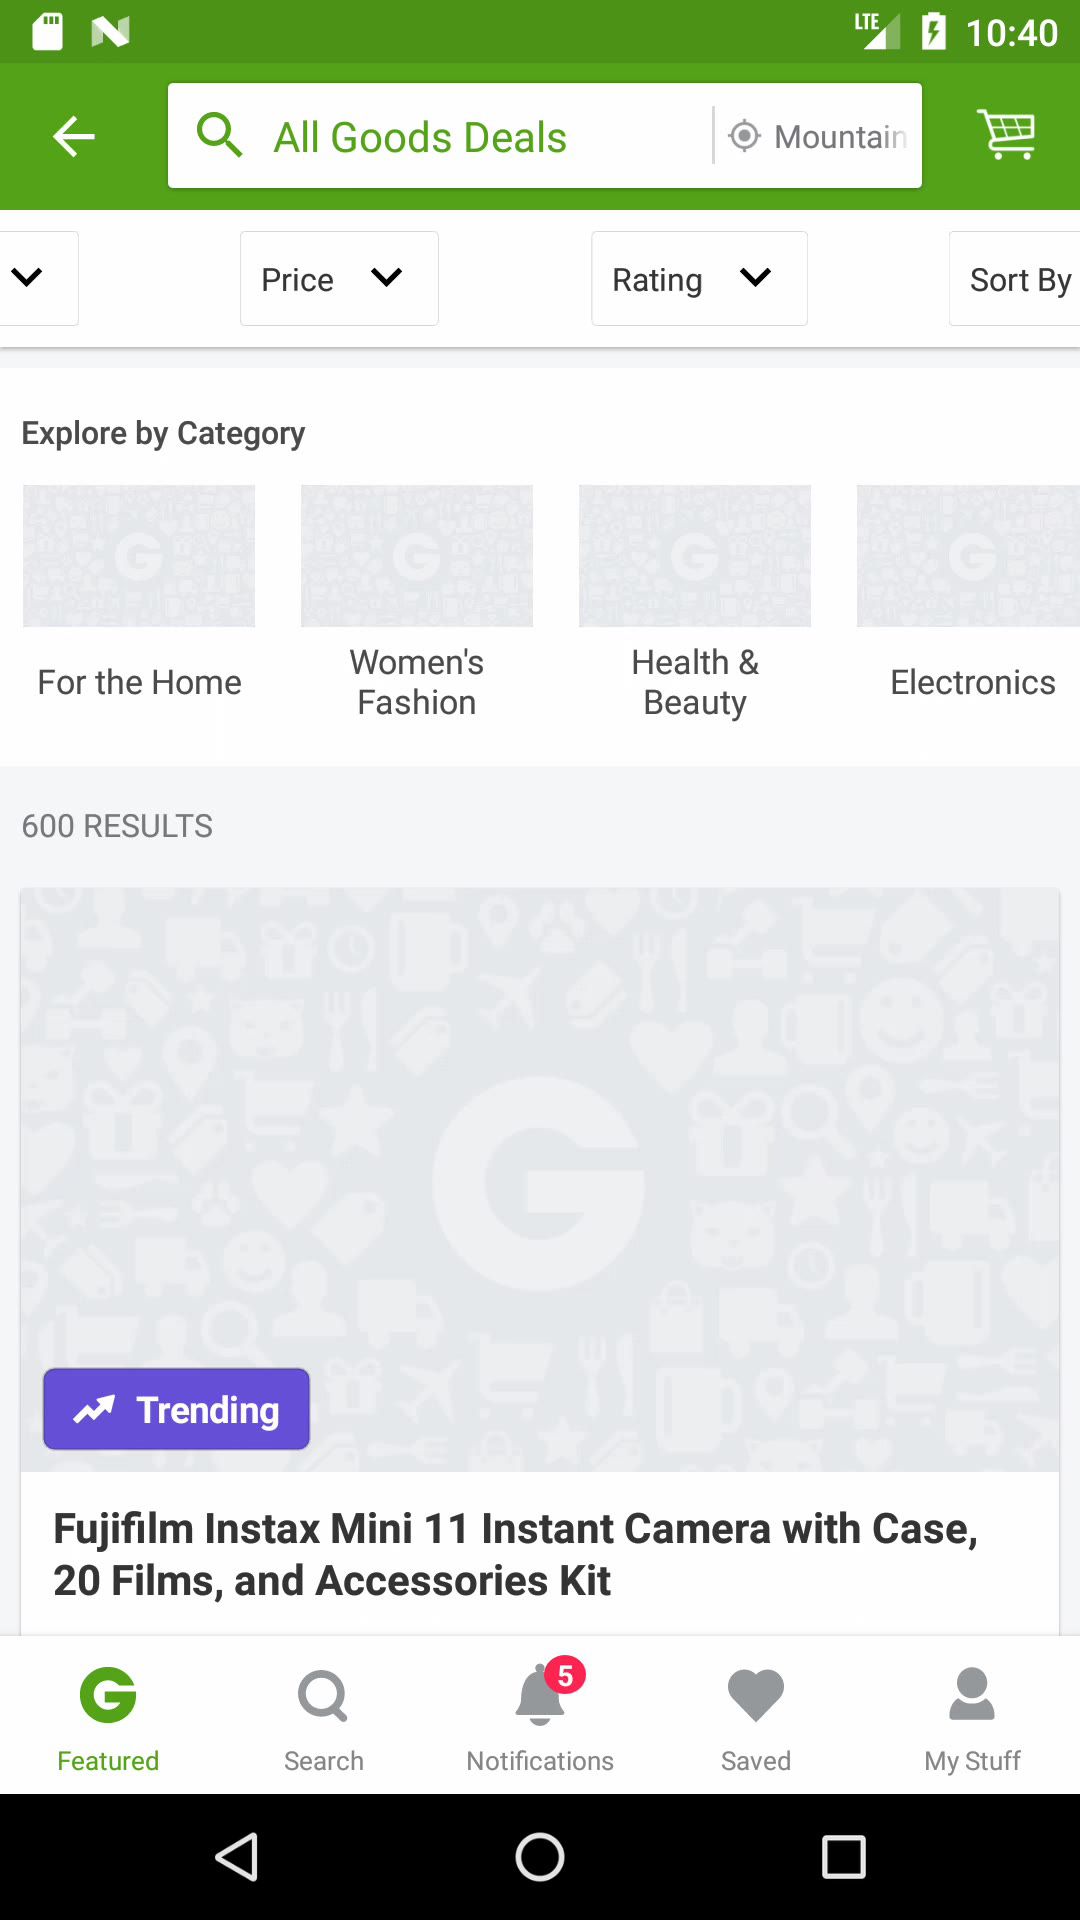 LTE 10:40
All Goods Deals Mountain
Price Rating Sort By
Explore by Category
For the Home
Women's
Fashion
Health &
Beauty
Electronics
600 RESULTS
G
Trending
Fujifilm Instax Mini 11 Instant Camera with Case,
20 Films, and Accessories Kit
5
Featured Search Notifications Saved My Stuff